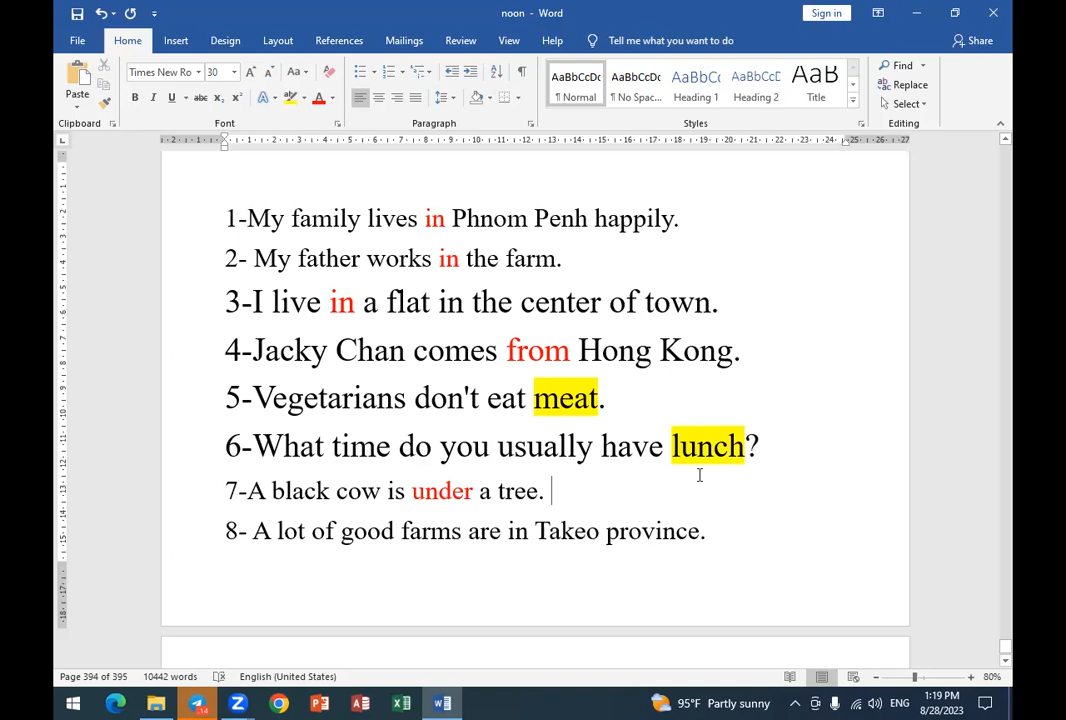 noon - Word
Sign in
File Home Insert Design Layout References Mailings Review View Help Tell me what you want to do Share
Paste
Clipboard
Times New Ro 30
Font
Paragraph
AaBbCcDc AaBbCcDc AaBbCc AaBbCcD AaB
¶ Normal ¶ No Spac... Heading 1 Heading 2 Title
Styles
Find
Replace
Select
Editing
1-My family lives in Phnom Penh happily.
2- My father works in the farm.
3-I live in a flat in the center of town.
4-Jacky Chan comes from Hong Kong.
5-Vegetarians don't eat meat.
6-What time do you usually have lunch?
7-A black cow is under a tree.
8- A lot of good farms are in Takeo province.
Page 394 of 395 10442 words English (United States) 80%
95°F Partly sunny ENG 1:19 PM
8/28/2023